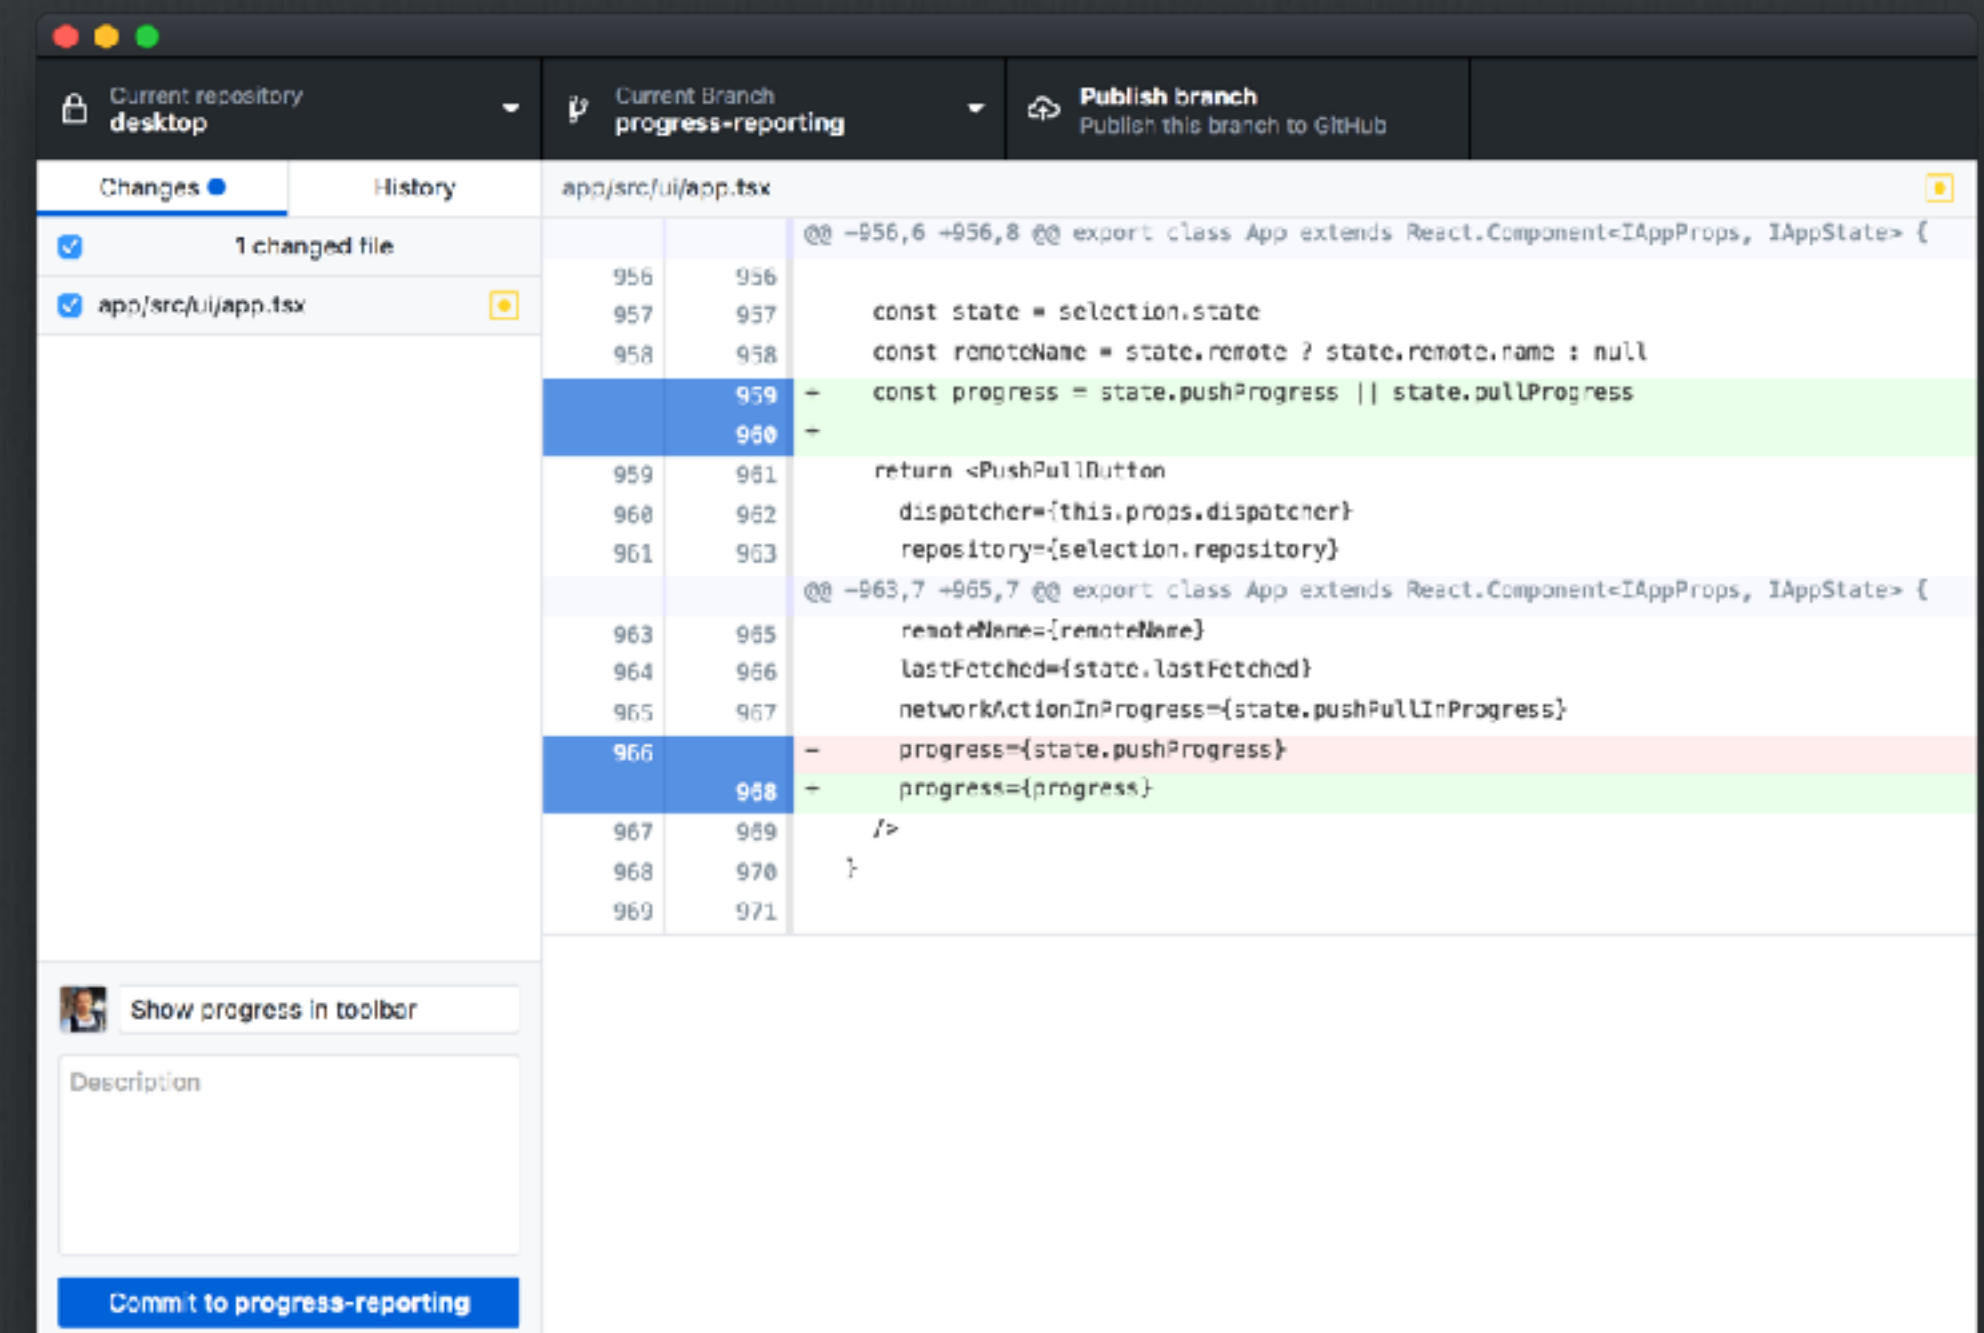 Current repository
desktop
Current Branch
progress-reporting
Publish branch
Publish this branch to GitHub
Changes
History
1 changed file
app/src/ui/app.tsx
app/src/ui/app.tsx
@@ -956,6 +956,8 @@ export class App extends React.Component<IAppProps, IAppState> {
956 956
957 957 const state = selection.state
958 958 const remoteName = state.remote ? state.remote.name : null
959 + const progress = state.pushProgress || state.pullProgress
960 +
959 961 return <PushPullButton
960 962 dispatcher={this.props.dispatcher}
961 963 repository={selection.repository}
@@ -963,7 +965,7 @@ export class App extends React.Component<IAppProps, IAppState> {
963 965 remoteName={remoteName}
964 966 lastFetched={state.lastFetched}
965 967 networkActionInProgress={state.pushPullInProgress}
966 - progress={state.pushProgress}
968 + progress={progress}
967 969 />
968 970 }
969 971
Show progress in toolbar
Description
Commit to progress-reporting